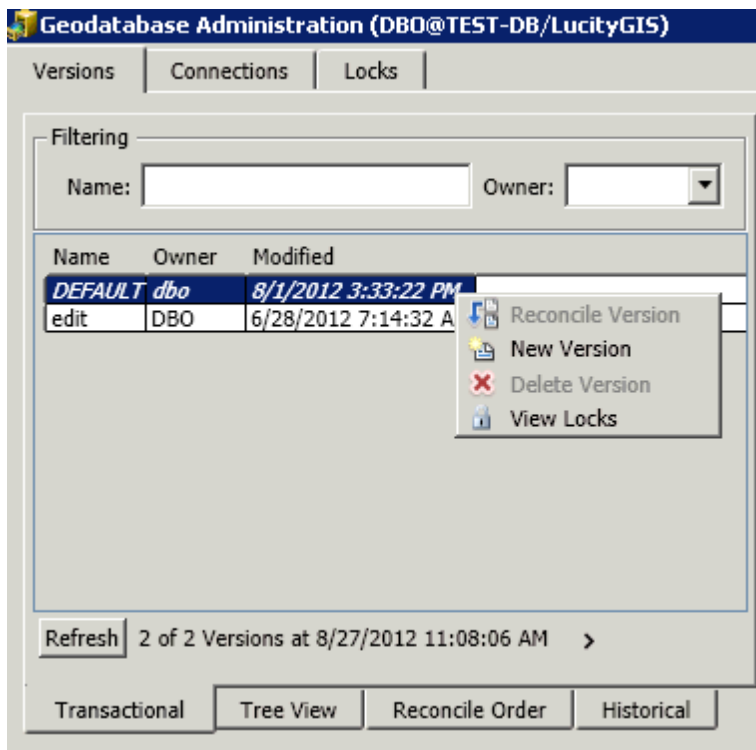 Geodatabase Administration (DBO@TEST-DB/LucityGIS)
Versions Connections Locks
Filtering
Name: Owner:
Name Owner Modified
DEFAULT dbo 8/1/2012 3:33:22 PM
edit DBO 6/28/2012 7:14:32 A
Reconcile Version
New Version
Delete Version
View Locks
Refresh 2 of 2 Versions at 8/27/2012 11:08:06 AM >
Transactional Tree View Reconcile Order Historical